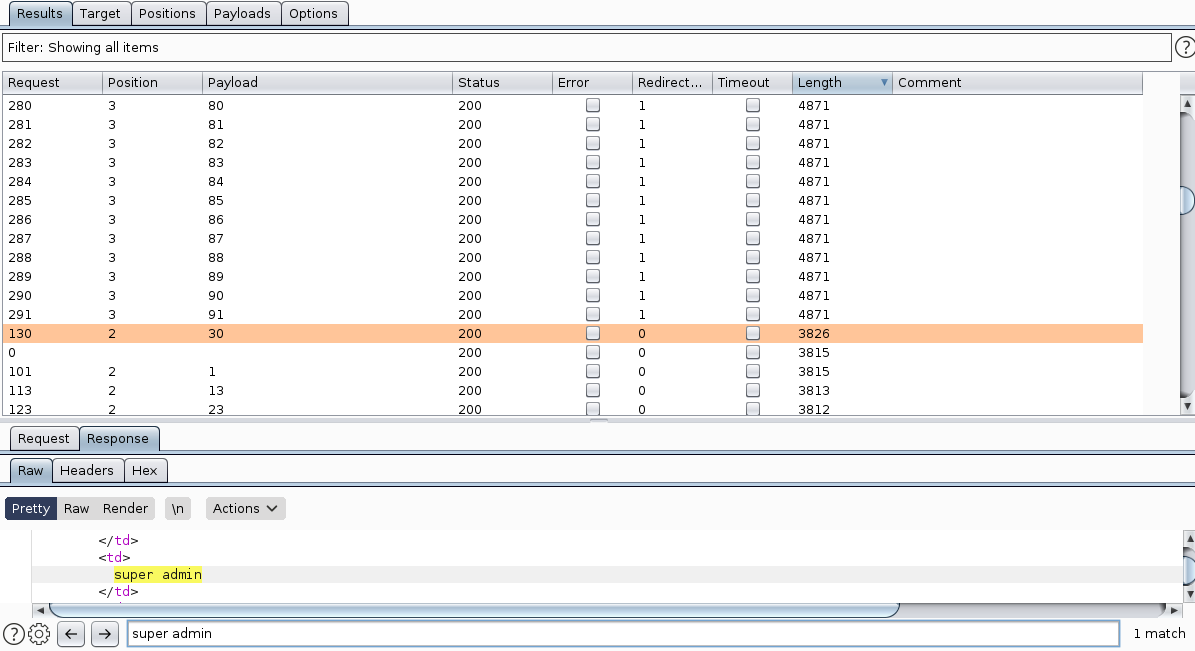 Results Target Positions Payloads Options
Filter: Showing all items
?
Request Position Payload Status Error Redirect... Timeout Length Comment
280 3 80 200 1 4871
281 3 81 200 1 4871
282 3 82 200 1 4871
283 3 83 200 1 4871
284 3 84 200 1 4871
285 3 85 200 1 4871
286 3 86 200 1 4871
287 3 87 200 1 4871
288 3 88 200 1 4871
289 3 89 200 1 4871
290 3 90 200 1 4871
291 3 91 200 1 4871
130 2 30 200 0 3826
0 200 0 3815
101 2 1 200 0 3815
113 2 13 200 0 3813
123 2 23 200 0 3812
Request Response
Raw Headers Hex
Pretty Raw Render \n Actions
</td>
<td>
super admin
</td>
? super admin 1 match